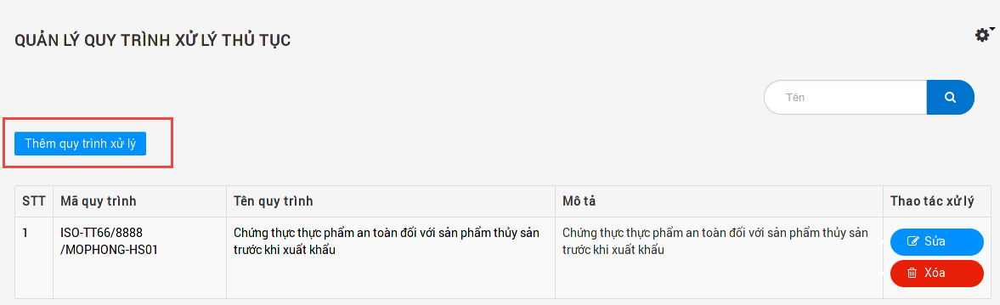 QUẢN LÝ QUY TRÌNH XỬ LÝ THỦ TỤC
Tên
Thêm quy trình xử lý
STT Mã quy trình Tên quy trình Mô tả Thao tác xử lý
1 ISO-TT66/8888 Chứng thực thực phẩm an toàn đối với sản phẩm thủy sản Chứng thực thực phẩm an toàn đối với sản phẩm thủy sản Sửa
/MOPHONG-HS01 trước khi xuất khẩu trước khi xuất khẩu
Xóa